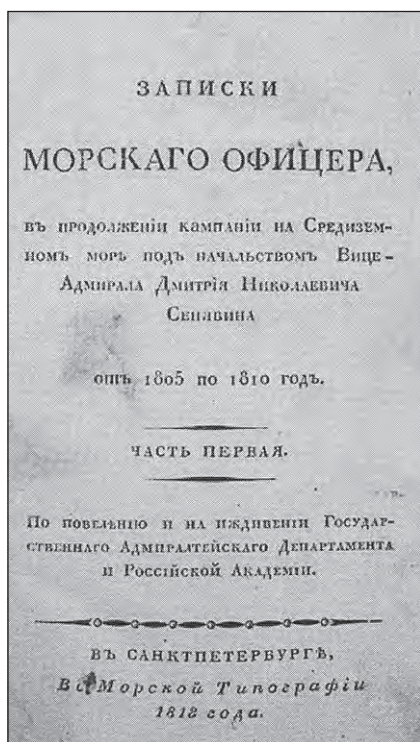 ЗАПИСКИ
МОРСКАГО ОФИЦЕРА,
въ продолженіи кампаніи на Средизем-
номъ морѣ подъ начальствомъ Вице-
Адмирала Дмитрія Николаевича
Сенявина
отъ 1805 по 1810 годъ.
ЧАСТЬ ПЕРВАЯ.
По повелѣнію и на иждивеніи Государ-
ственнаго Адмиралтейскаго Департамента
и Россійской Академіи.
ВЪ САНКТПЕТЕРБУРГѢ,
Въ Морской Типографіи
1818 года.